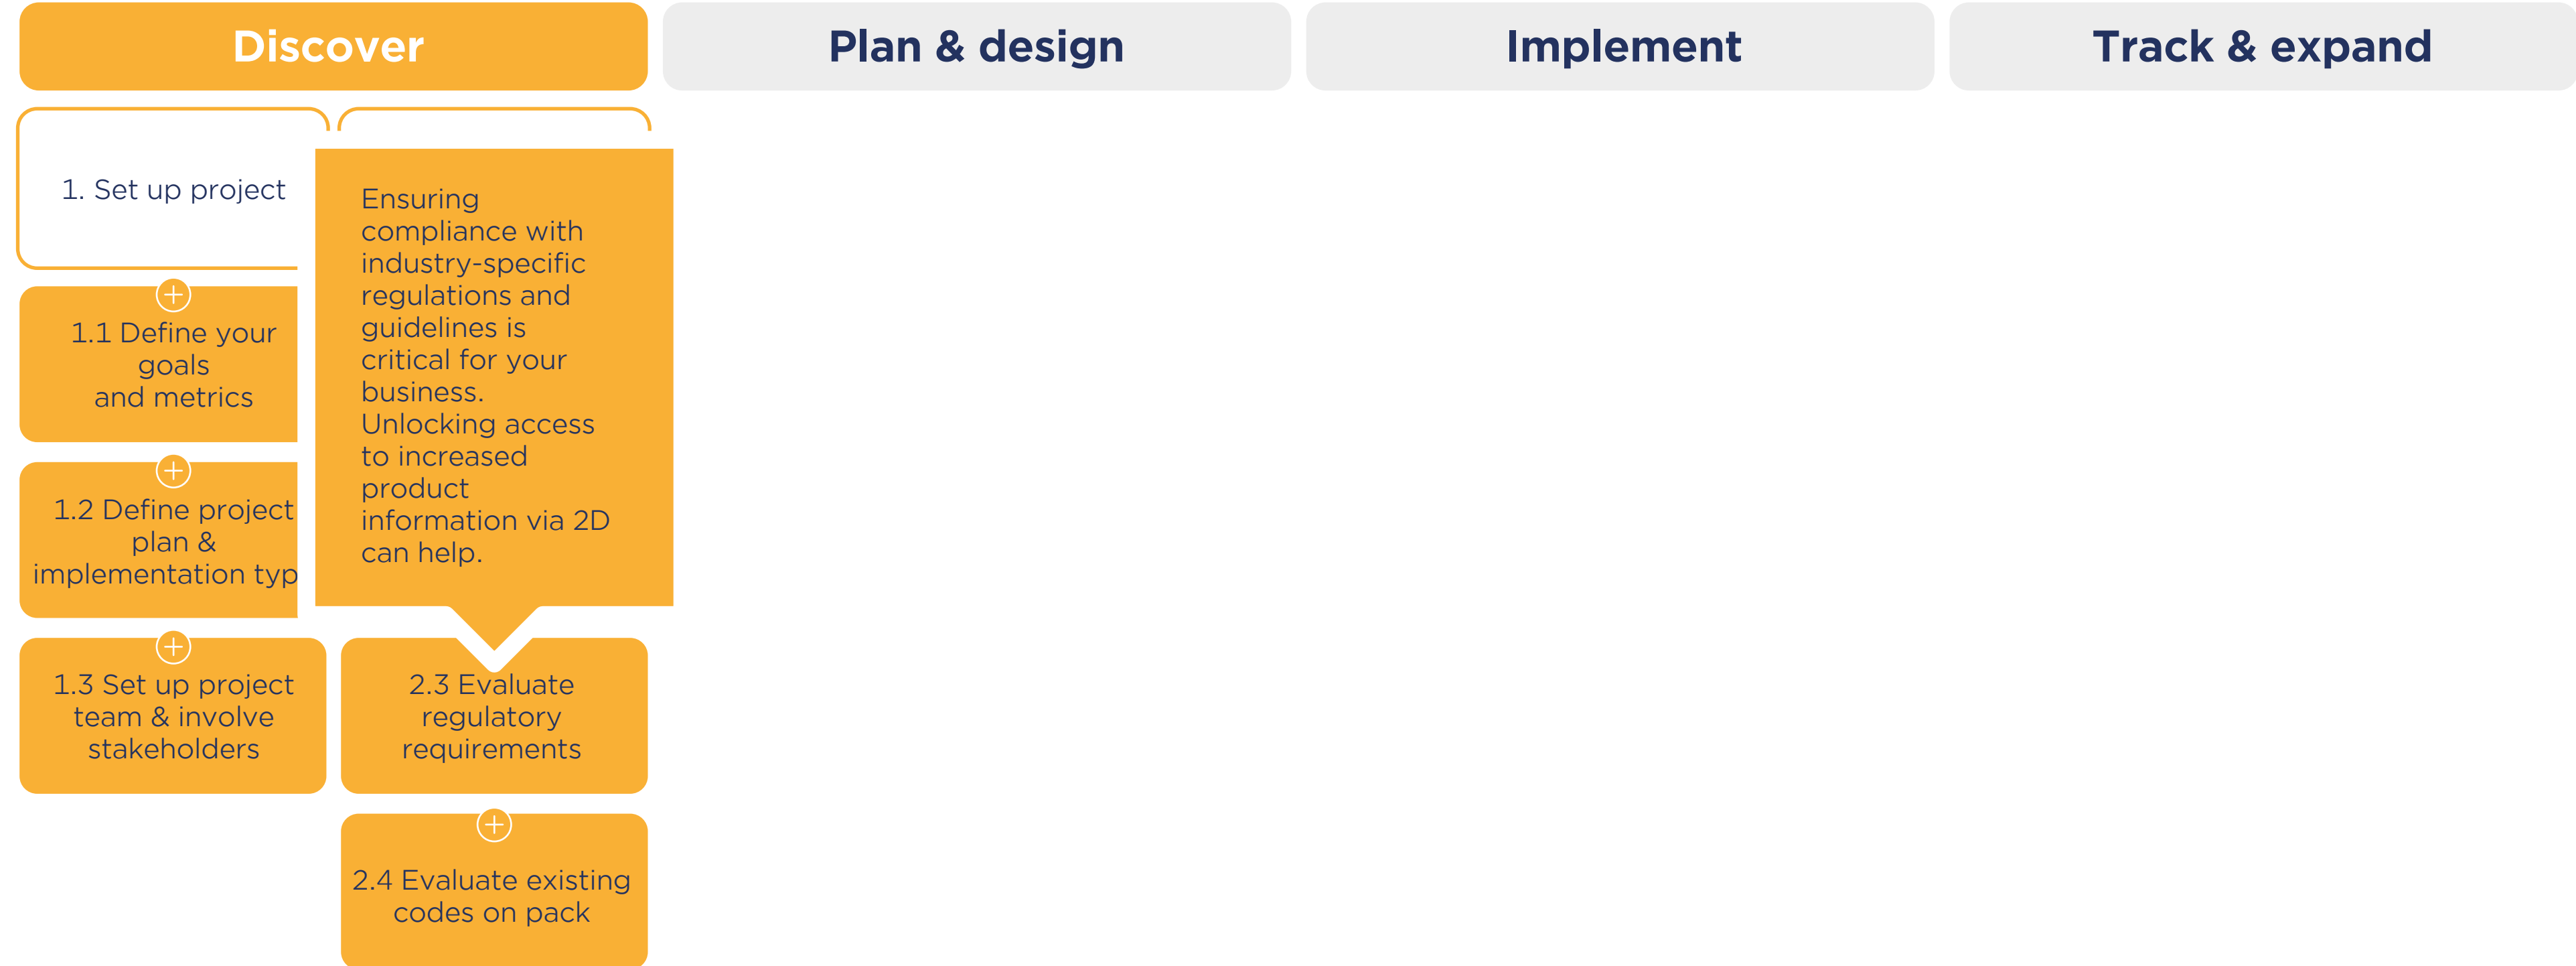 Discover
Plan & design
Implement
Track & expand
1. Set up project
1.1 Define your
goals
and metrics
1.2 Define project
plan &
implementation typ
1.3 Set up project
team & involve
stakeholders
Ensuring
compliance with
industry-specific
regulations and
guidelines is
critical for your
business.
Unlocking access
to increased
product
information via 2D
can help.
2.3 Evaluate
regulatory
requirements
2.4 Evaluate existing
codes on pack